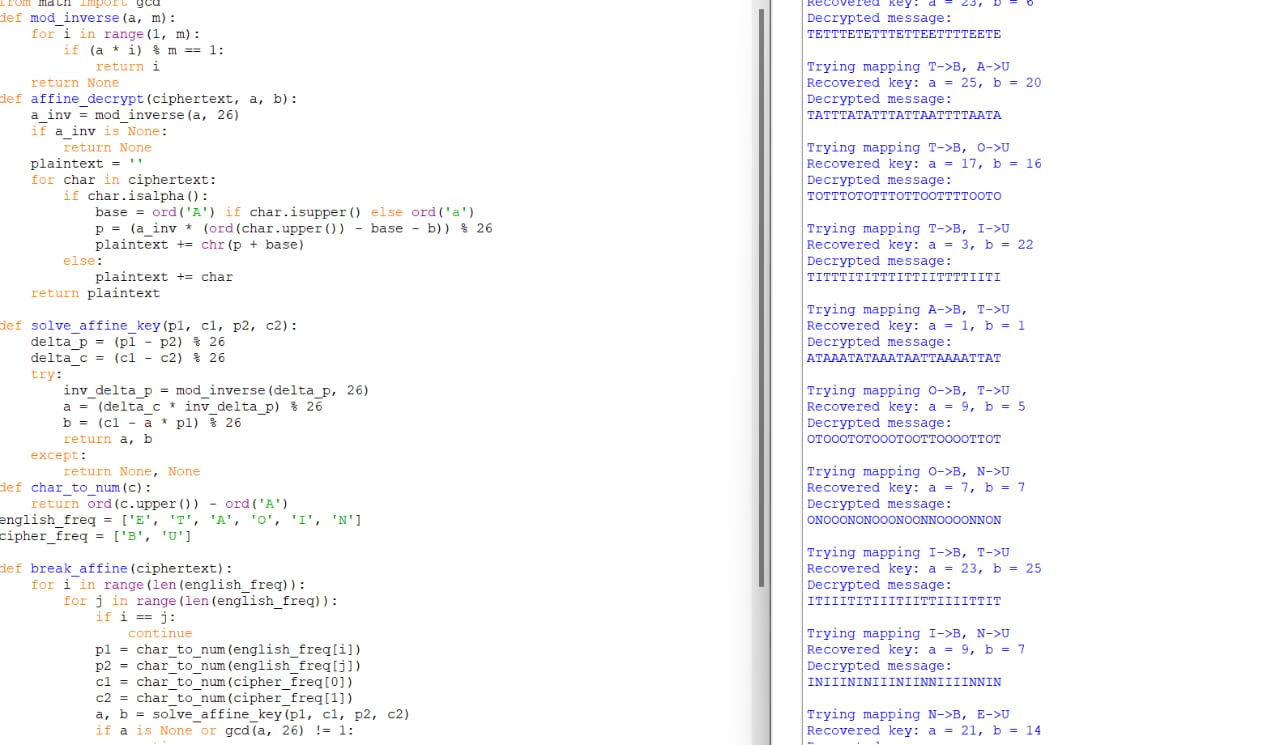 from math import gcd
def mod_inverse(a, m):
    for i in range(1, m):
        if (a * i) % m == 1:
            return i
    return None
def affine_decrypt(ciphertext, a, b):
    a_inv = mod_inverse(a, 26)
    if a_inv is None:
        return None
    plaintext = ''
    for char in ciphertext:
        if char.isalpha():
            base = ord('A') if char.isupper() else ord('a')
            p = (a_inv * (ord(char.upper()) - base - b)) % 26
            plaintext += chr(p + base)
        else:
            plaintext += char
    return plaintext

def solve_affine_key(p1, c1, p2, c2):
    delta_p = (p1 - p2) % 26
    delta_c = (c1 - c2) % 26
    try:
        inv_delta_p = mod_inverse(delta_p, 26)
        a = (delta_c * inv_delta_p) % 26
        b = (c1 - a * p1) % 26
        return a, b
    except:
        return None, None
def char_to_num(c):
    return ord(c.upper()) - ord('A')
english_freq = ['E', 'T', 'A', 'O', 'I', 'N']
cipher_freq = ['B', 'U']

def break_affine(ciphertext):
    for i in range(len(english_freq)):
        for j in range(len(english_freq)):
            if i == j:
                continue
            p1 = char_to_num(english_freq[i])
            p2 = char_to_num(english_freq[j])
            c1 = char_to_num(cipher_freq[0])
            c2 = char_to_num(cipher_freq[1])
            a, b = solve_affine_key(p1, c1, p2, c2)
            if a is None or gcd(a, 26) != 1:
Recovered key: a = 23, b = 6
Decrypted message:
TETTTETETTTETTEETTTTEETE

Trying mapping T->B, A->U
Recovered key: a = 25, b = 20
Decrypted message:
TATTTATATTTATTAATTTTAATA

Trying mapping T->B, O->U
Recovered key: a = 17, b = 16
Decrypted message:
TOTTTOTOTTTOTTOOTTTTOOTO

Trying mapping T->B, I->U
Recovered key: a = 3, b = 22
Decrypted message:
TITTTITITTTITTIITTTTIITI

Trying mapping A->B, T->U
Recovered key: a = 1, b = 1
Decrypted message:
ATAAATATAAATAATTAAAATTAT

Trying mapping O->B, T->U
Recovered key: a = 9, b = 5
Decrypted message:
OTOOOTOTOOOTOOTTOOOOTTOT

Trying mapping O->B, N->U
Recovered key: a = 7, b = 7
Decrypted message:
ONOOONONOOONOONNOOOONNON

Trying mapping I->B, T->U
Recovered key: a = 23, b = 25
Decrypted message:
ITIIITITIIITIITTIIIITTIT

Trying mapping I->B, N->U
Recovered key: a = 9, b = 7
Decrypted message:
INIIININIIINIINNIIIINNIN

Trying mapping N->B, E->U
Recovered key: a = 21, b = 14